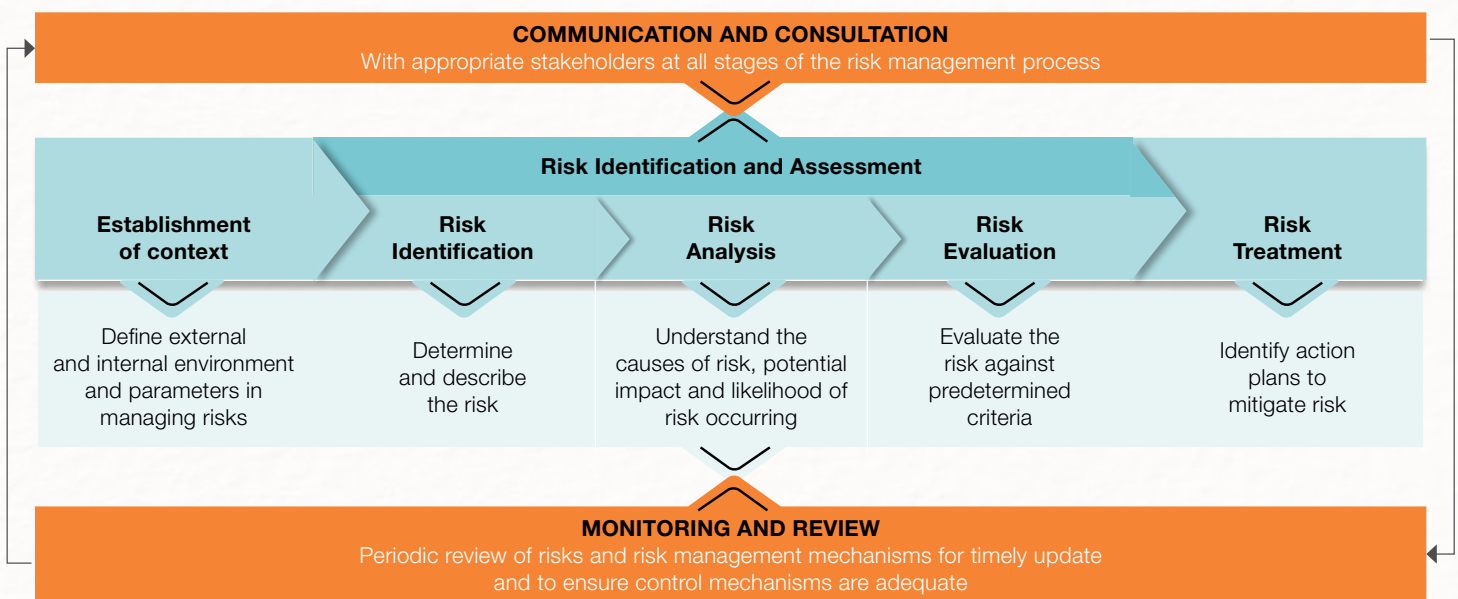 COMMUNICATION AND CONSULTATION
With appropriate stakeholders at all stages of the risk management process
Risk Identification and Assessment
Establishment
of context
Risk
Identification
Risk
Analysis
Risk
Evaluation
Risk
Treatment
Define external
and internal environment
and parameters in
managing risks
Determine
and describe
the risk
Understand the
causes of risk, potential
impact and likelihood of
risk occurring
Evaluate the
risk against
predetermined
criteria
Identify action
plans to
mitigate risk
MONITORING AND REVIEW
Periodic review of risks and risk management mechanisms for timely update
and to ensure control mechanisms are adequate